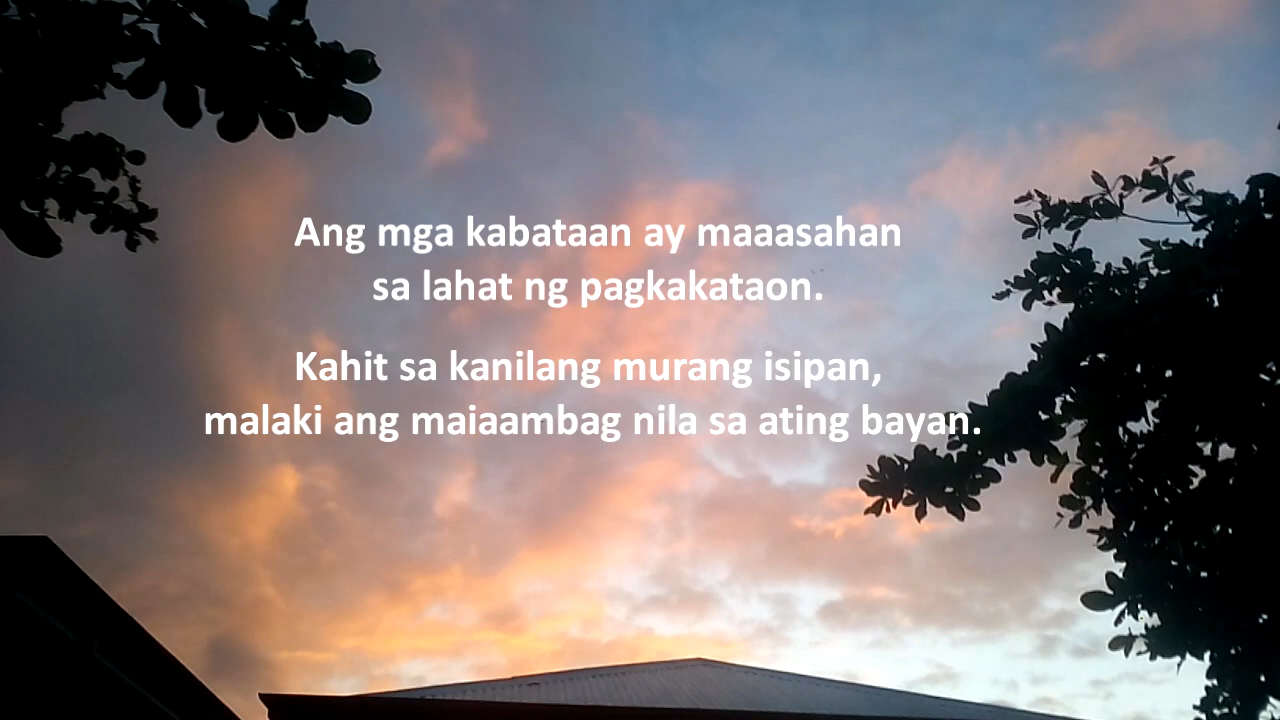 Ang mga kabataan ay maaasahan
sa lahat ng pagkakataon.
Kahit sa kanilang murang isipan,
malaki ang maiaambag nila sa ating bayan.